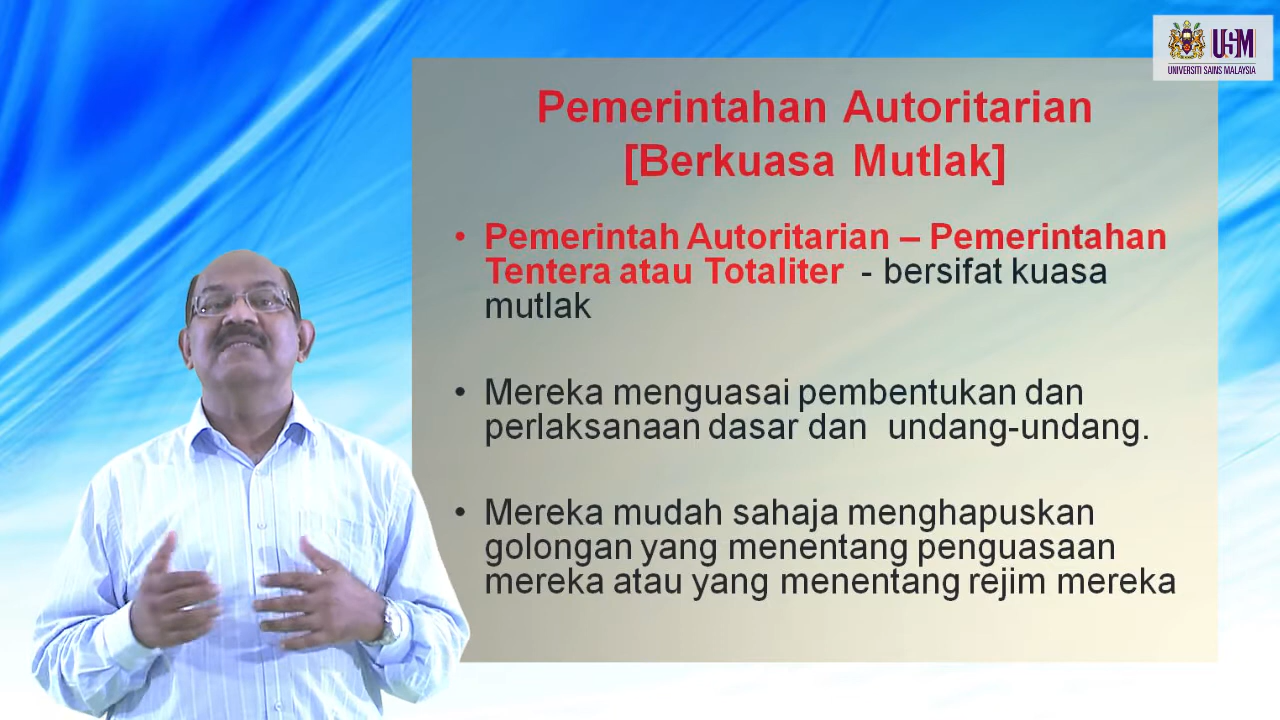 USM
UNIVERSITI SAINS MALAYSIA
Pemerintahan Autoritarian
[Berkuasa Mutlak]
• Pemerintah Autoritarian – Pemerintahan
Tentera atau Totaliter - bersifat kuasa
mutlak
• Mereka menguasai pembentukan dan
perlaksanaan dasar dan undang-undang.
• Mereka mudah sahaja menghapuskan
golongan yang menentang penguasaan
mereka atau yang menentang rejim mereka